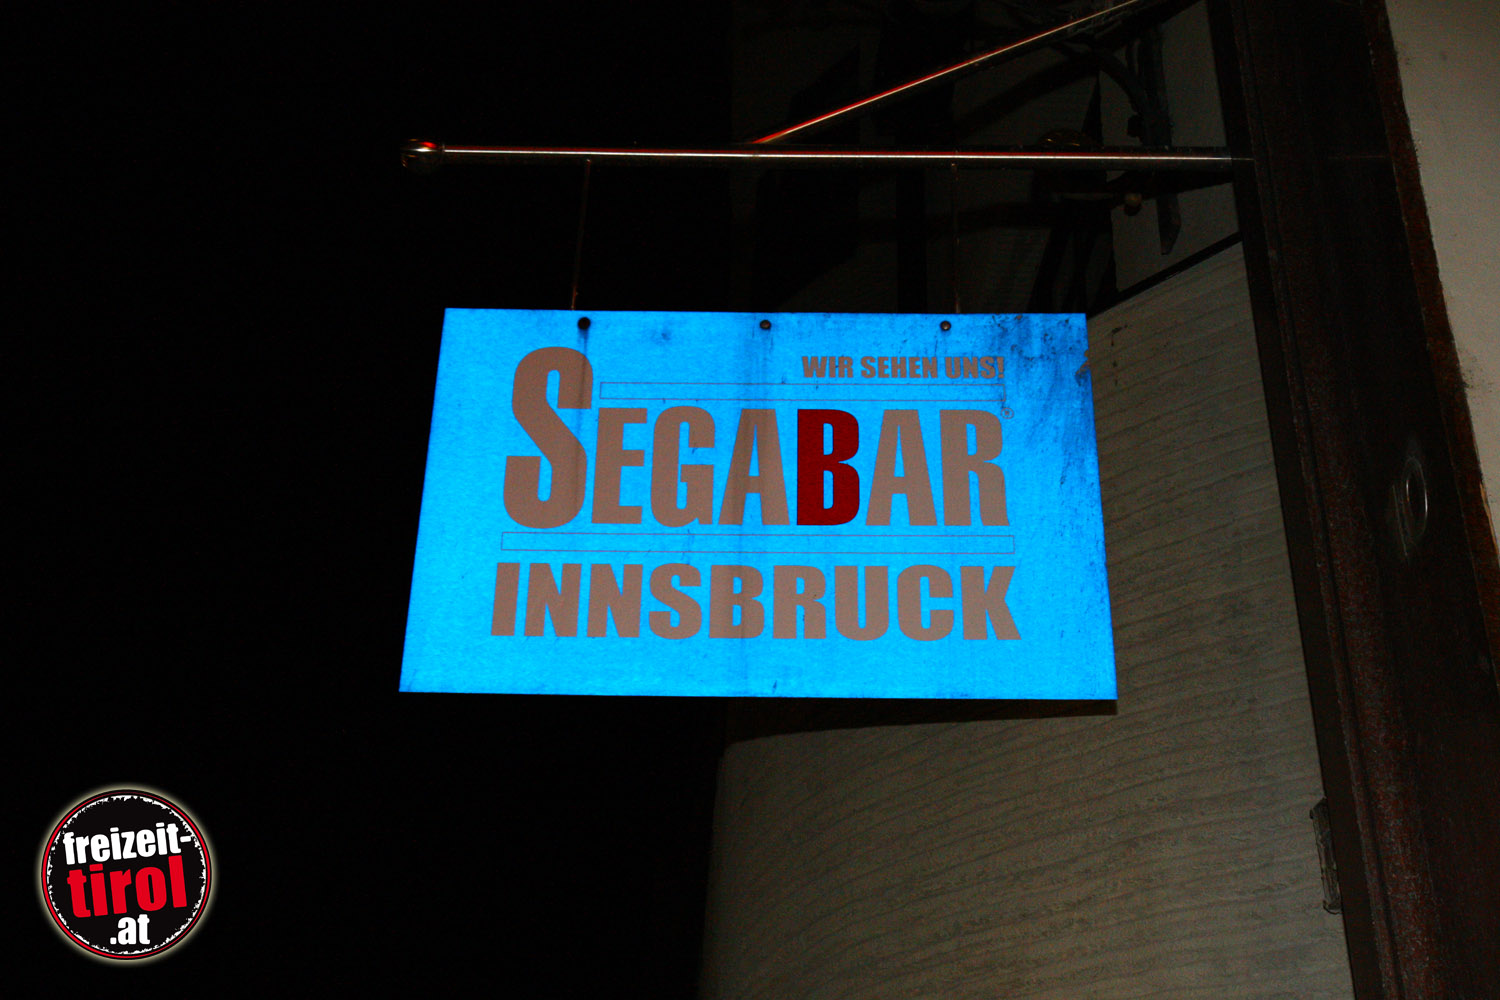 WIR SEHEN UNS!
SEGABAR®
INNSBRUCK
freizeit-
tirol
.at